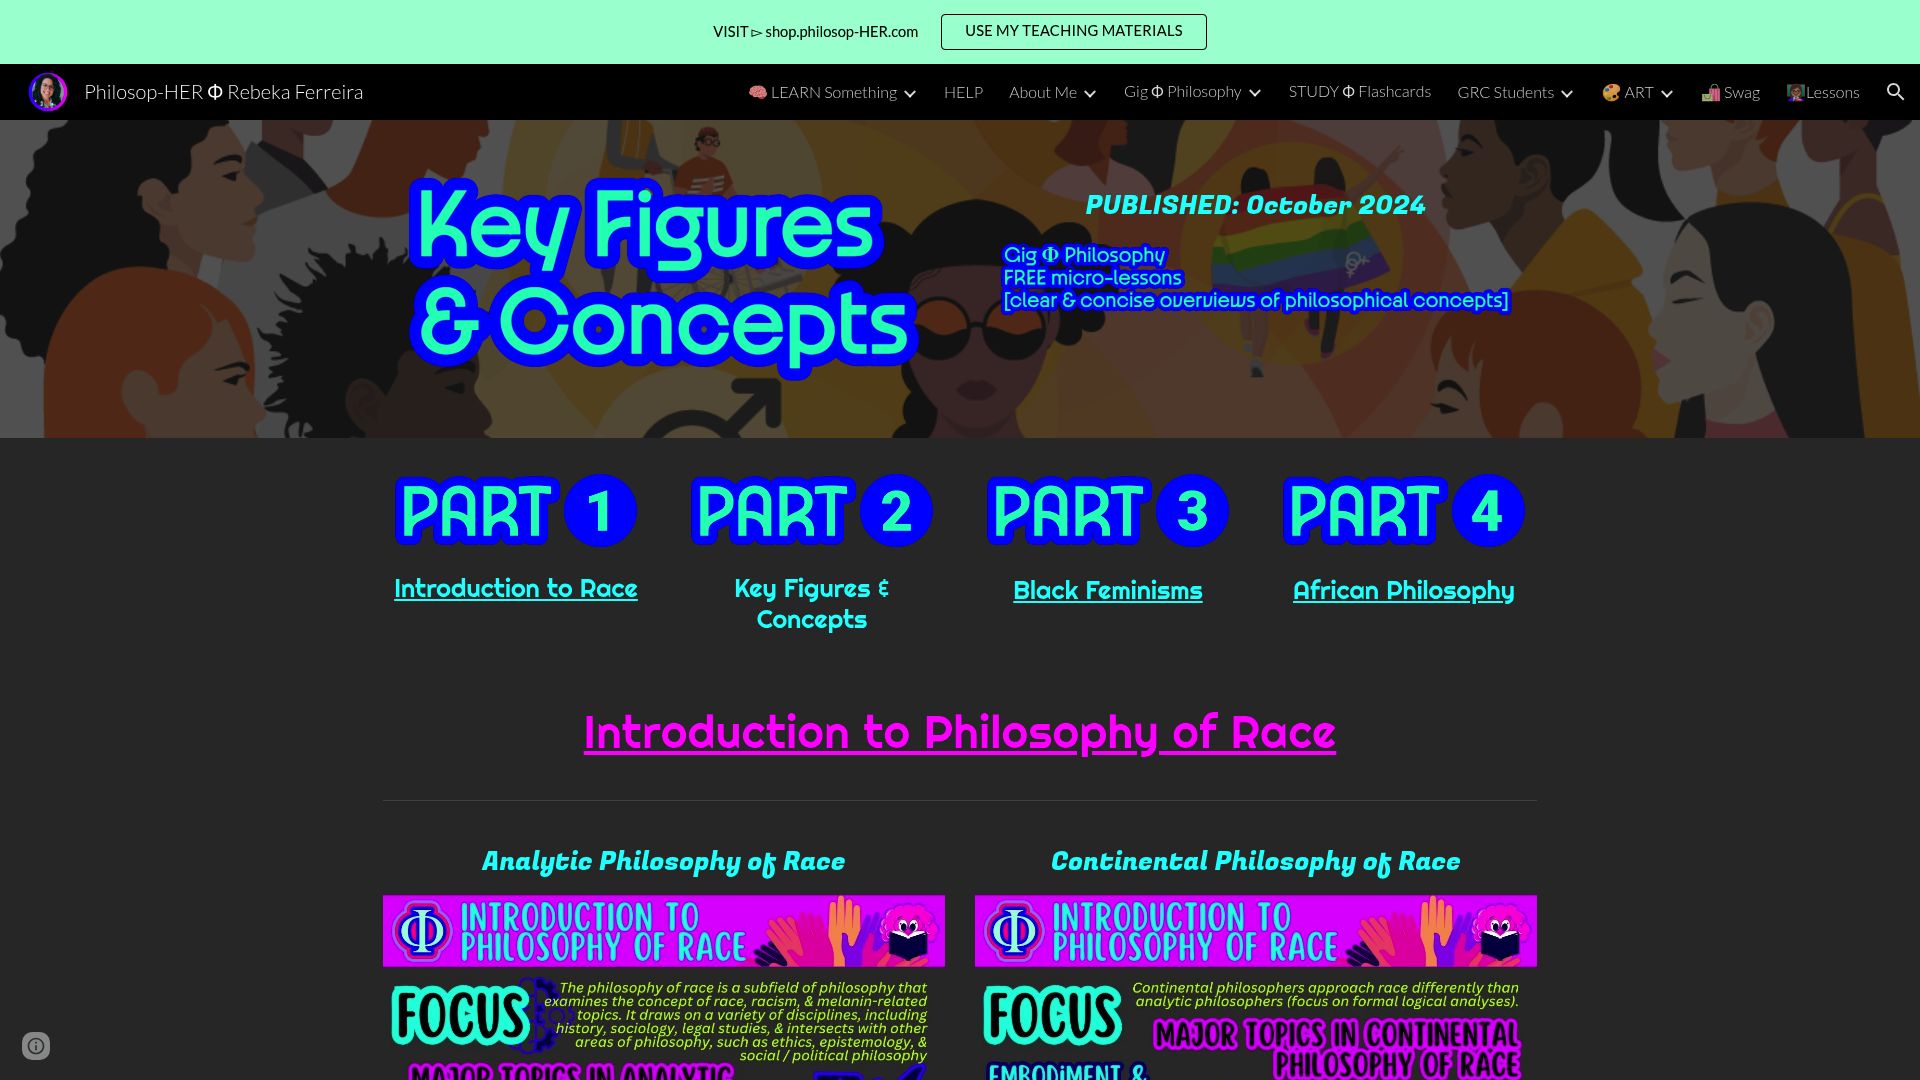 VISIT ▻ shop.philosop-HER.com
USE MY TEACHING MATERIALS
Philosop-HER Φ Rebeka Ferreira
🧠 LEARN Something
HELP
About Me
Gig Φ Philosophy
STUDY Φ Flashcards
GRC Students
🎨 ART
🛍️ Swag
👩🏽‍🏫Lessons
Key Figures
& Concepts
PUBLISHED: October 2024
Gig Φ Philosophy
FREE micro-lessons
[clear & concise overviews of philosophical concepts]
PART 1
PART 2
PART 3
PART 4
Introduction to Race
Key Figures &
Concepts
Black Feminisms
African Philosophy
Introduction to Philosophy of Race
Analytic Philosophy of Race
Φ INTRODUCTION TO
PHILOSOPHY OF RACE
FOCUS
The philosophy of race is a subfield of philosophy that
examines the concept of race, racism, & melanin-related
topics. It draws on a variety of disciplines, including
history, sociology, legal studies, & intersects with other
areas of philosophy, such as ethics, epistemology, &
social / political philosophy
MAJOR TOPICS IN ANALYTIC
Continental Philosophy of Race
Φ INTRODUCTION TO
PHILOSOPHY OF RACE
FOCUS
Continental philosophers approach race differently than
analytic philosophers (focus on formal logical analyses).
MAJOR TOPICS IN CONTINENTAL
PHILOSOPHY OF RACE
EMBODIMENT &